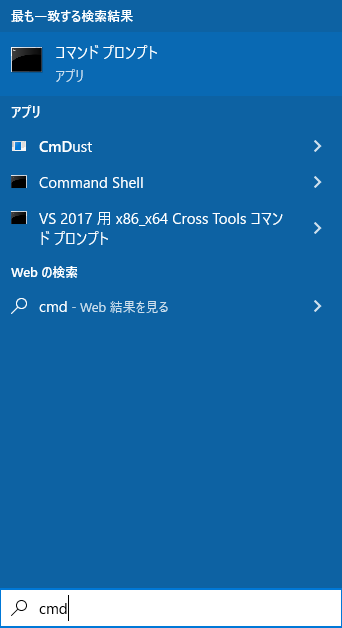 最も一致する検索結果
コマンド プロンプト
アプリ
アプリ
CmDust
Command Shell
VS 2017 用 x86_x64 Cross Tools コマン
ド プロンプト
Web の検索
cmd - Web 結果を見る
cmd